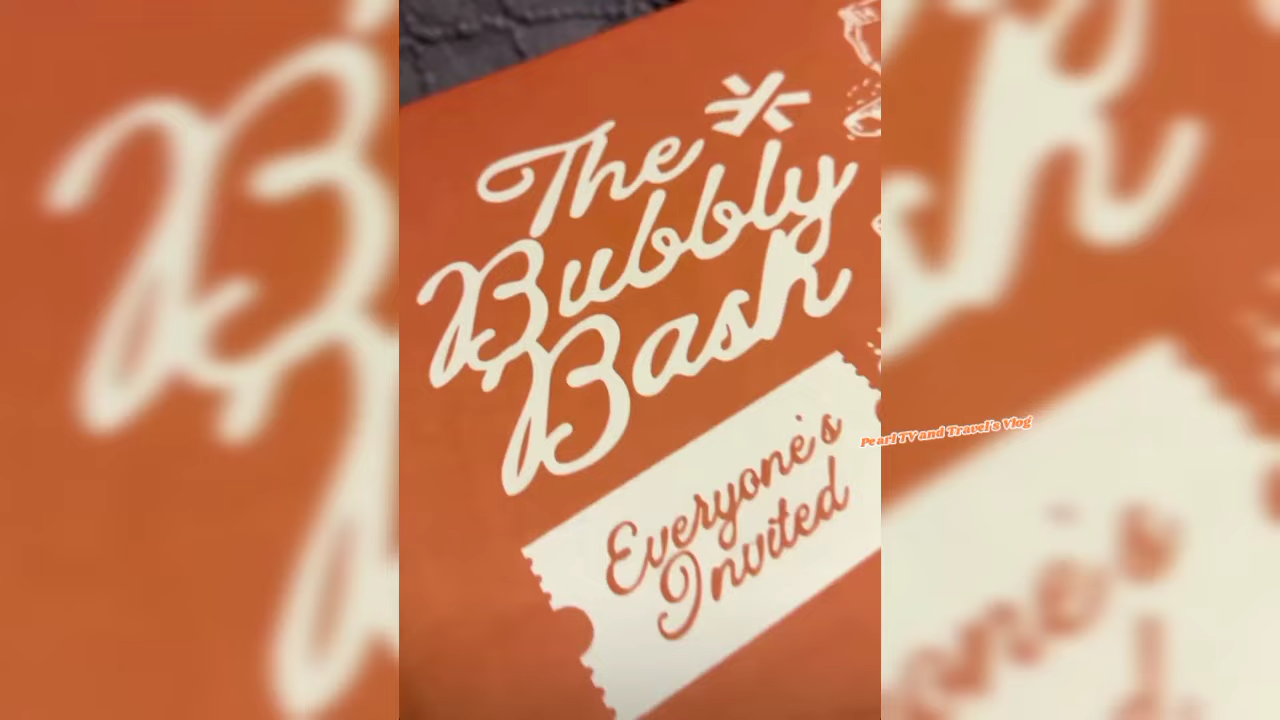 The
Bubbly
Bash
Everyone's
Invited
Pearl TV and Travel's Vlog